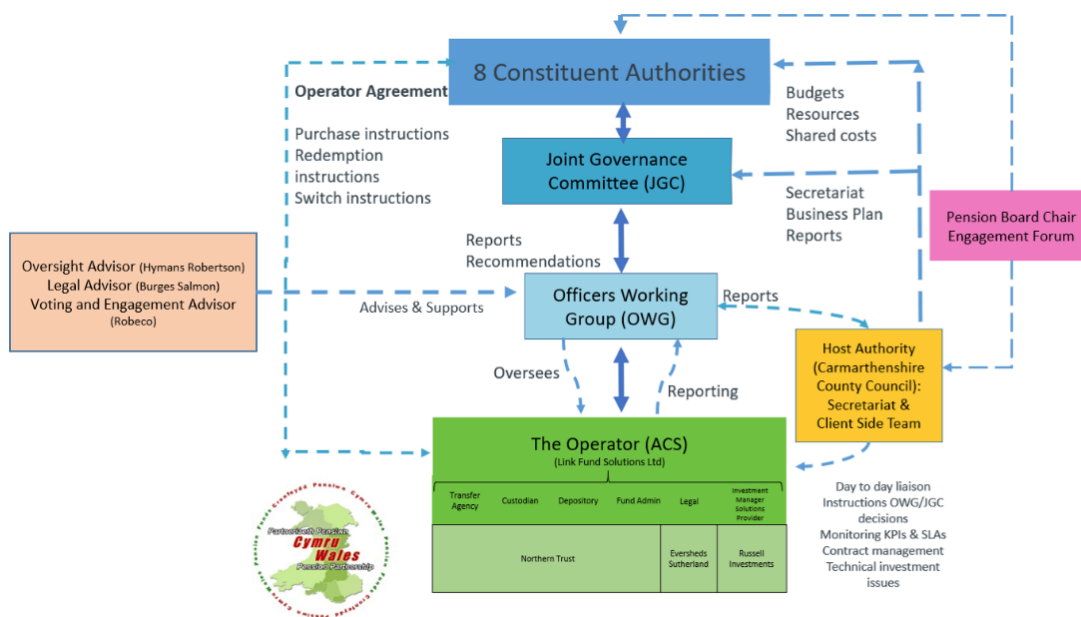 8 Constituent Authorities
Operator Agreement
Purchase instructions
Redemption
instructions
Switch instructions
Budgets
Resources
Shared costs
Joint Governance
Committee (JGC)
Secretariat
Business Plan
Reports
Pension Board Chair
Engagement Forum
Oversight Advisor (Hymans Robertson)
Legal Advisor (Burges Salmon)
Voting and Engagement Advisor
(Robeco)
Reports
Recommendations
Advises & Supports
Officers Working
Group (OWG)
Reports
Host Authority
(Carmarthenshire
County Council):
Secretariat &
Client Side Team
Oversees
Reporting
The Operator (ACS)
(Link Fund Solutions Ltd)
Transfer
Agency
Custodian
Depository
Fund Admin
Legal
Investment
Manager
Solutions
Provider
Northern Trust
Eversheds
Sutherland
Russell
Investments
Day to day liaison
Instructions OWG/JGC
decisions
Monitoring KPIs & SLAs
Contract management
Technical investment
issues
Partneriaeth Pensiwn
Cymru
Wales
Pension Partnership